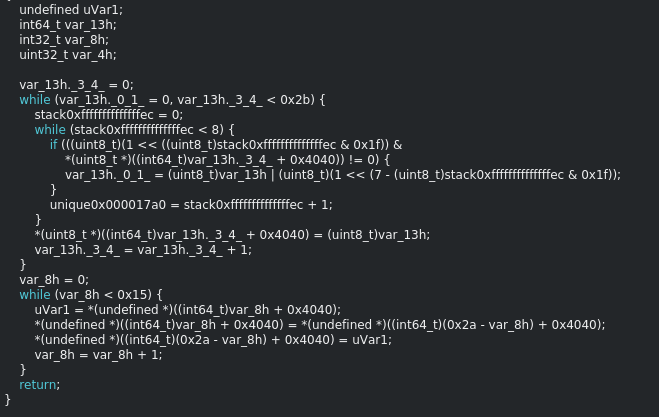 undefined uVar1;
int64_t var_13h;
int32_t var_8h;
uint32_t var_4h;
var_13h._3_4_ = 0;
while (var_13h._0_1_ = 0, var_13h._3_4_ < 0x2b) {
stack0xffffffffffffffec = 0;
while (stack0xffffffffffffffec < 8) {
if (((uint8_t)(1 << ((uint8_t)stack0xffffffffffffffec & 0x1f)) &
*(uint8_t *)((int64_t)var_13h._3_4_ + 0x4040)) != 0) {
var_13h._0_1_ = (uint8_t)var_13h | (uint8_t)(1 << (7 - (uint8_t)stack0xffffffffffffffec & 0x1f));
}
unique0x000017a0 = stack0xffffffffffffffec + 1;
}
*(uint8_t *)((int64_t)var_13h._3_4_ + 0x4040) = (uint8_t)var_13h;
var_13h._3_4_ = var_13h._3_4_ + 1;
}
var_8h = 0;
while (var_8h < 0x15) {
uVar1 = *(undefined *)((int64_t)var_8h + 0x4040);
*(undefined *)((int64_t)var_8h + 0x4040) = *(undefined *)((int64_t)(0x2a - var_8h) + 0x4040);
*(undefined *)((int64_t)(0x2a - var_8h) + 0x4040) = uVar1;
var_8h = var_8h + 1;
}
return;
}